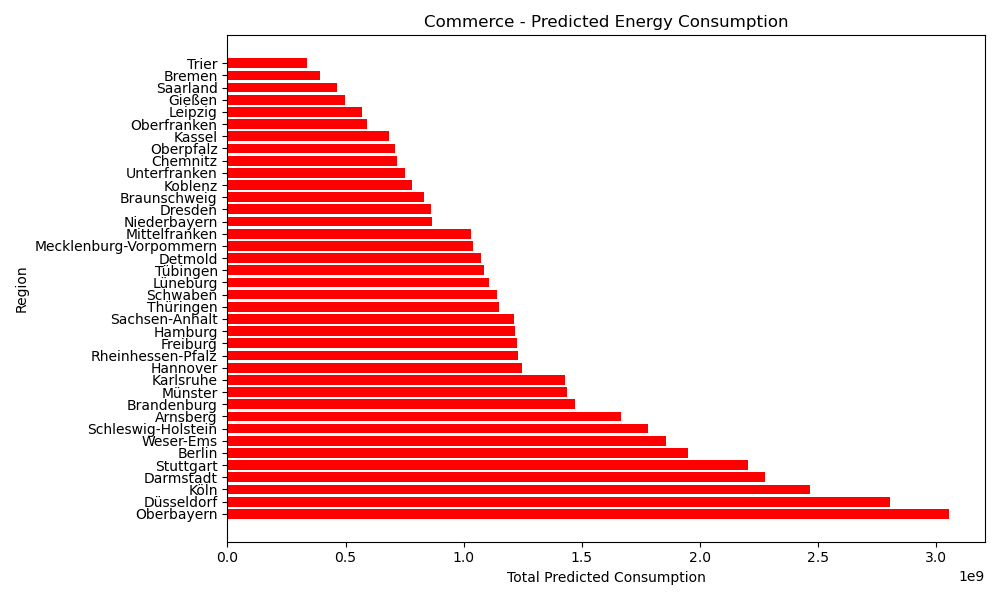 Commerce - Predicted Energy Consumption
Trier
Bremen
Saarland
Gießen
Leipzig
Oberfranken
Kassel
Oberpfalz
Chemnitz
Unterfranken
Koblenz
Braunschweig
Dresden
Niederbayern
Mittelfranken
Mecklenburg-Vorpommern
Detmold
Tübingen
Lüneburg
Schwaben
Thüringen
Sachsen-Anhalt
Hamburg
Freiburg
Rheinhessen-Pfalz
Hannover
Karlsruhe
Münster
Brandenburg
Arnsberg
Schleswig-Holstein
Weser-Ems
Berlin
Stuttgart
Darmstadt
Köln
Düsseldorf
Oberbayern
Region
0.0 0.5 1.0 1.5 2.0 2.5 3.0
1e9
Total Predicted Consumption